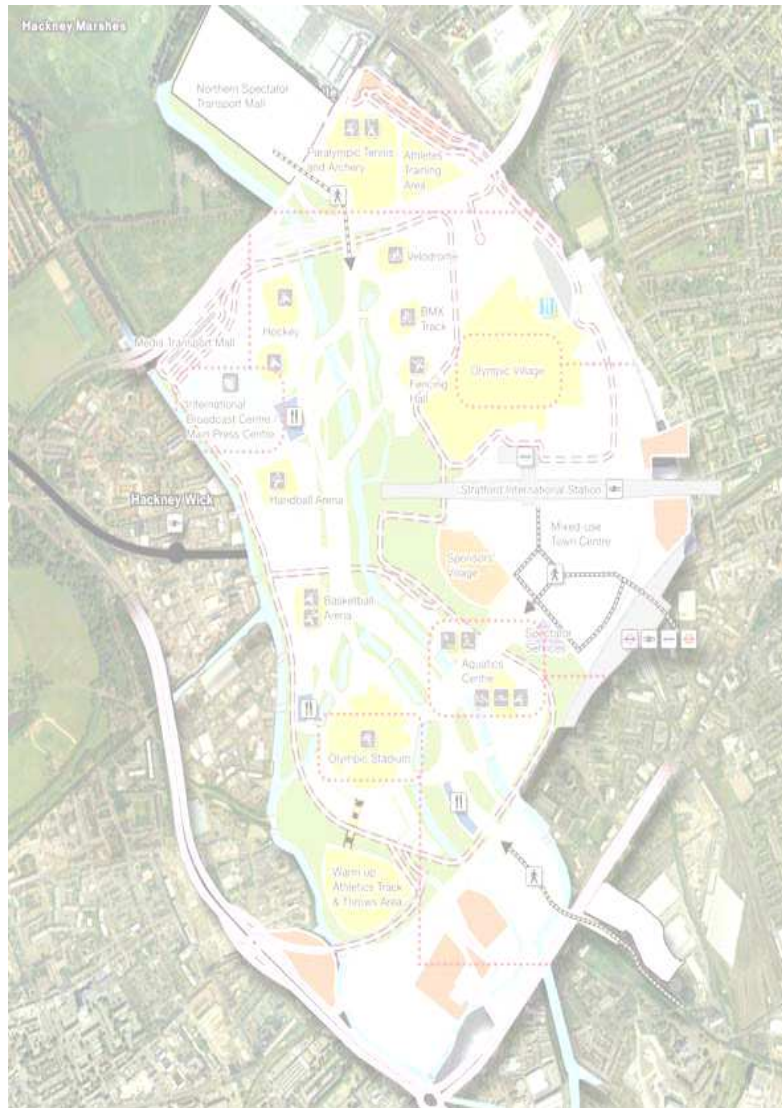 Hackney Marshes
Northern Spectator
Transport Mall
Paralympic Tennis
and Archery
Athletes
Training
Area
Velodrome
BMX
Track
Hockey
Media Transport Mall
Fencing
Hall
Olympic Village
International
Broadcast Centre /
Main Press Centre
Handball Arena
Stratford International Station
Hackney Wick
Mixed-use
Town Centre
Sponsors'
Village
Basketball
Arena
Spectator
Services
Aquatics
Centre
Olympic Stadium
Warm up
Athletics Track
& Throws Area